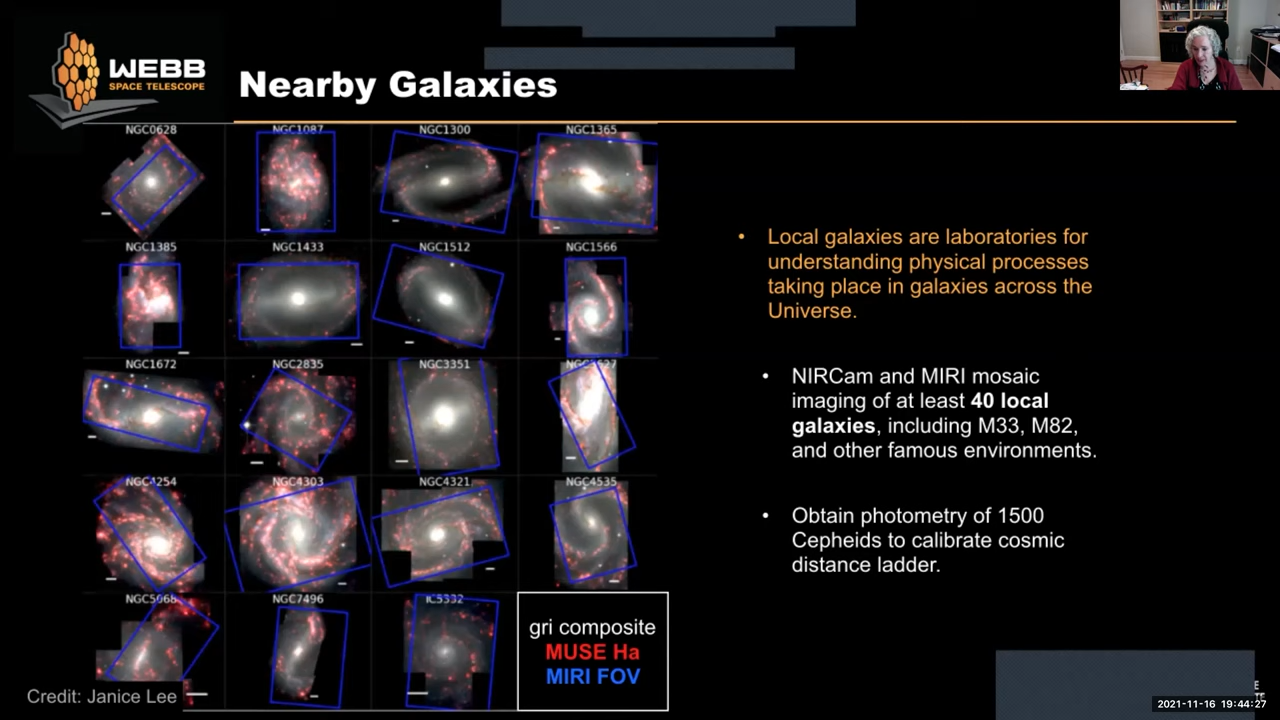 WEBB
SPACE TELESCOPE
Nearby Galaxies
NGC0628 NGC1087 NGC1300 NGC1365
NGC1385 NGC1433 NGC1512 NGC1566
NGC1672 NGC2835 NGC3351
NGC4254 NGC4303 NGC4321 NGC4535
NGC5068 NGC7496 IC5332
gri composite
MUSE Ha
MIRI FOV
Credit: Janice Lee
• Local galaxies are laboratories for
understanding physical processes
taking place in galaxies across the
Universe.
• NIRCam and MIRI mosaic
imaging of at least 40 local
galaxies, including M33, M82,
and other famous environments.
• Obtain photometry of 1500
Cepheids to calibrate cosmic
distance ladder.
2021-11-16 19:44:27